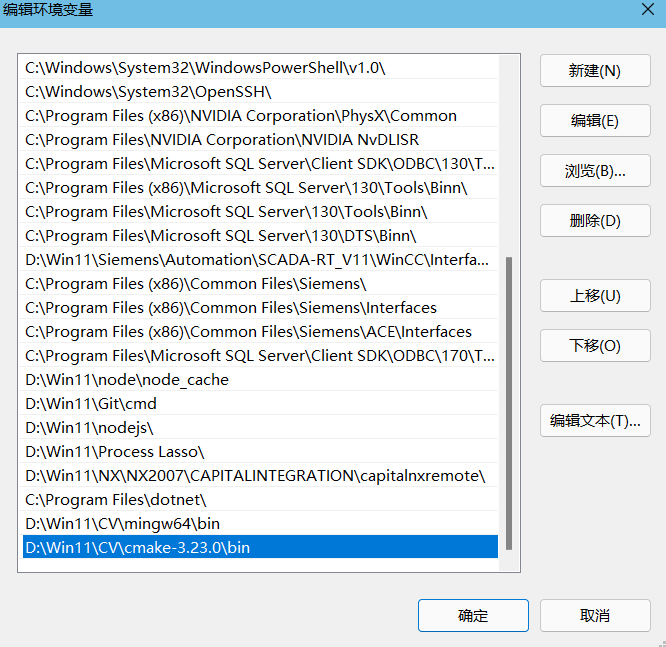 编辑环境变量
C:\Windows\System32\WindowsPowerShell\v1.0\
C:\Windows\System32\OpenSSH\
C:\Program Files (x86)\NVIDIA Corporation\PhysX\Common
C:\Program Files\NVIDIA Corporation\NVIDIA NvDLISR
C:\Program Files\Microsoft SQL Server\Client SDK\ODBC\130\T...
C:\Program Files (x86)\Microsoft SQL Server\130\Tools\Binn\
C:\Program Files\Microsoft SQL Server\130\Tools\Binn\
C:\Program Files\Microsoft SQL Server\130\DTS\Binn\
D:\Win11\Siemens\Automation\SCADA-RT_V11\WinCC\Interfa...
C:\Program Files (x86)\Common Files\Siemens\
C:\Program Files (x86)\Common Files\Siemens\Interfaces
C:\Program Files (x86)\Common Files\Siemens\ACE\Interfaces
C:\Program Files\Microsoft SQL Server\Client SDK\ODBC\170\T...
D:\Win11\node\node_cache
D:\Win11\Git\cmd
D:\Win11\nodejs\
D:\Win11\Process Lasso\
D:\Win11\NX\NX2007\CAPITALINTEGRATION\capitalnxremote\
C:\Program Files\dotnet\
D:\Win11\CV\mingw64\bin
D:\Win11\CV\cmake-3.23.0\bin
新建(N)
编辑(E)
浏览(B)...
删除(D)
上移(U)
下移(O)
编辑文本(T)...
确定
取消